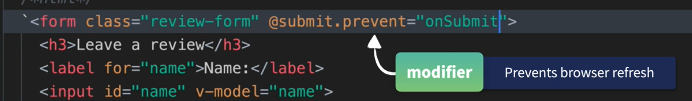 `<form class="review-form" @submit.prevent="onSubmit">
<h3>Leave a review</h3>
<label for="name">Name:</label>
modifier Prevents browser refresh
<input id="name" v-model="name">